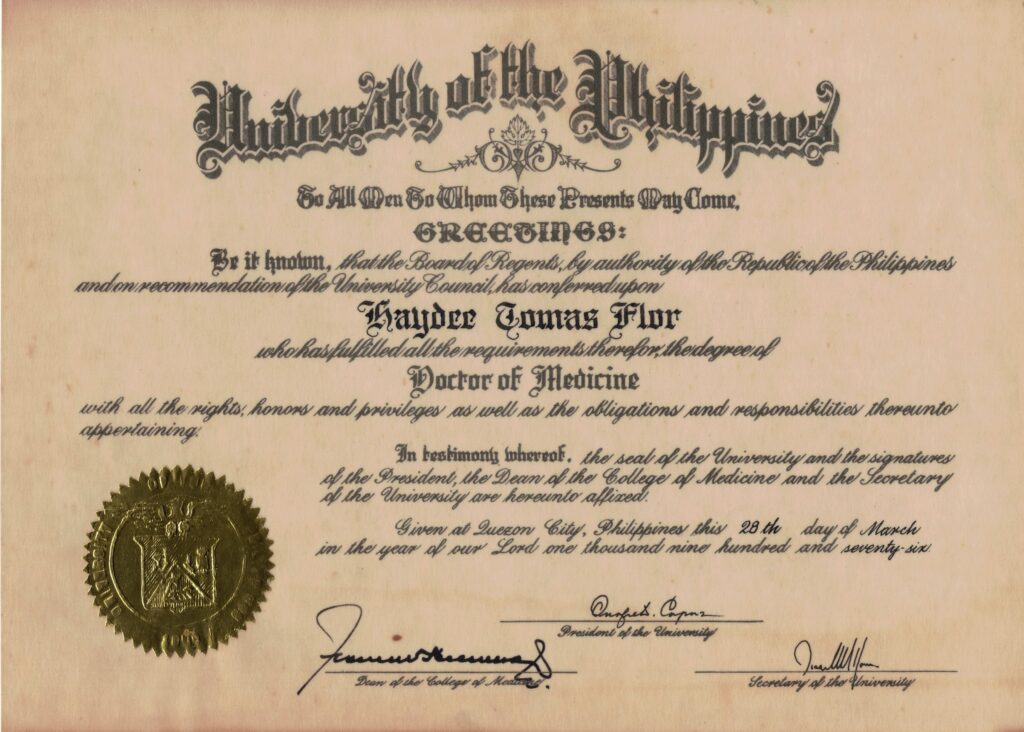 University of the Philippines
To All Men To Whom These Presents May Come,
GREETINGS:
Be it known, that the Board of Regents, by authority of the Republic of the Philippines
and on recommendation of the University Council, has conferred upon
Haydee Tomas Flor
who has fulfilled all the requirements therefor, the degree of
Doctor of Medicine
with all the rights, honors and privileges as well as the obligations and responsibilities thereunto
appertaining.
In testimony whereof, the seal of the University and the signatures
of the President, the Dean of the College of Medicine and the Secretary
of the University are hereunto affixed.
Given at Quezon City, Philippines this 28th day of March
in the year of our Lord one thousand nine hundred and seventy-six.
President of the University
Dean of the College of Medicine
Secretary of the University